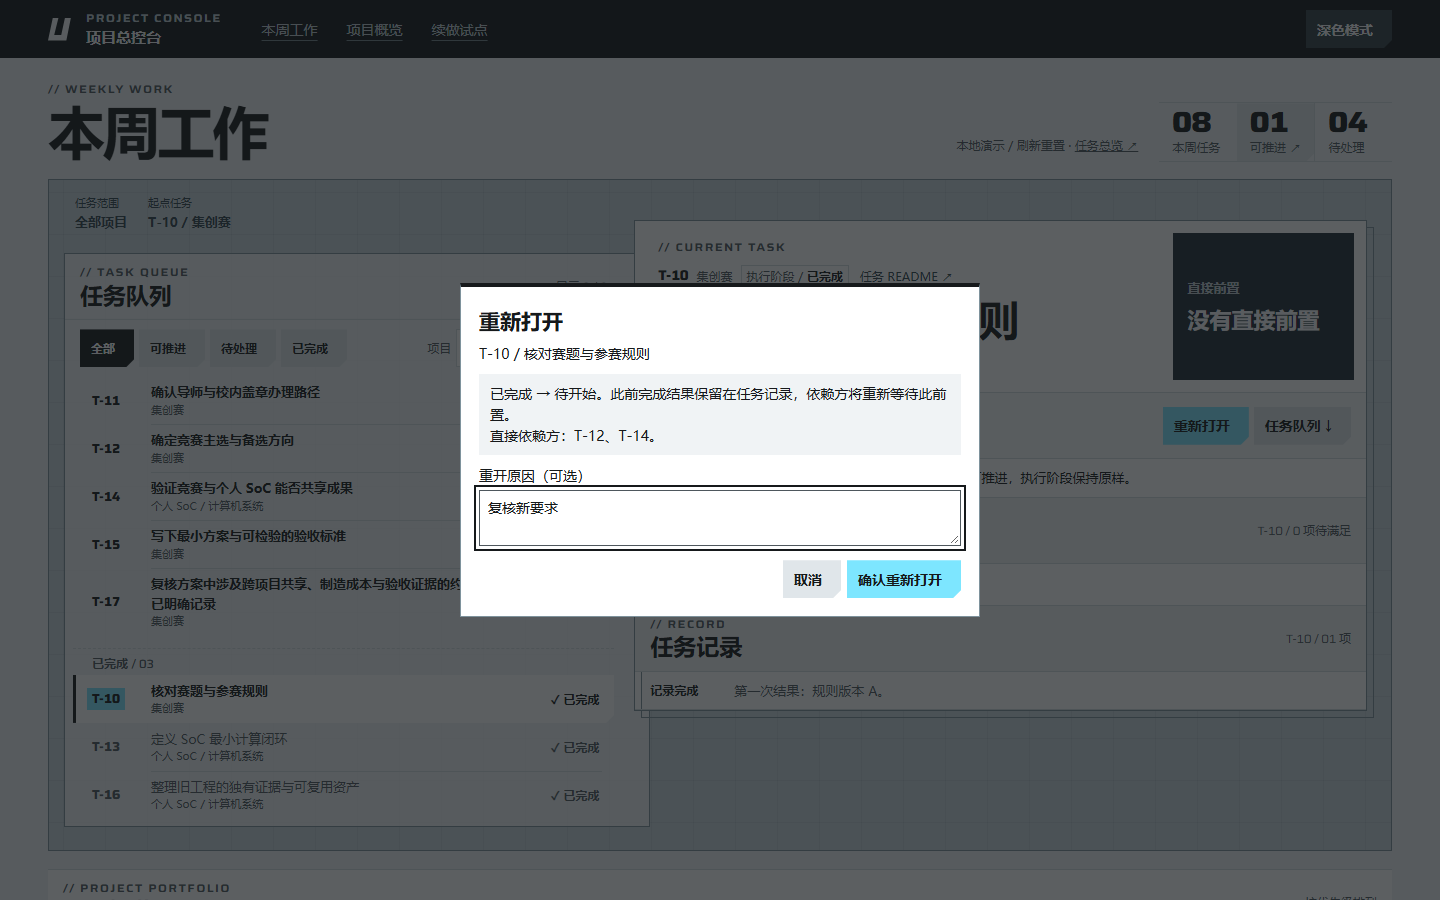 PROJECT CONSOLE
项目总控台
本周工作
项目概览
续做试点
深色模式
// WEEKLY WORK
本周工作
本地演示 / 刷新重置 · 任务总览 ↗
08
本周任务
01
可推进 ↗
04
待处理
任务范围
全部项目
起点任务
T-10 / 集创赛
// TASK QUEUE
任务队列
全部
可推进
待处理
已完成
项目
T-11
确认导师与校内盖章办理路径
集创赛
T-12
确定竞赛主选与备选方向
集创赛
T-14
验证竞赛与个人 SoC 能否共享成果
个人 SoC / 计算机系统
T-15
写下最小方案与可检验的验收标准
集创赛
T-17
复核方案中涉及跨项目共享、制造成本与验收证据的
已明确记录
集创赛
已完成 / 03
T-10
核对赛题与参赛规则
集创赛
✓ 已完成
T-13
定义 SoC 最小计算闭环
个人 SoC / 计算机系统
✓ 已完成
T-16
整理旧工程的独有证据与可复用资产
个人 SoC / 计算机系统
✓ 已完成
// CURRENT TASK
T-10 集创赛 执行阶段 / 已完成 任务 README ↗
则
直接前置
没有直接前置
重新打开
任务队列 ↓
推进，执行阶段保持原样。
T-10 / 0 项待满足
// RECORD
任务记录
T-10 / 01 项
记录完成
第一次结果：规则版本 A。
重新打开
T-10 / 核对赛题与参赛规则
已完成 → 待开始。此前完成结果保留在任务记录，依赖方将重新等待此前
置。
直接依赖方：T-12、T-14。
重开原因（可选）
复核新要求
取消
确认重新打开
// PROJECT PORTFOLIO